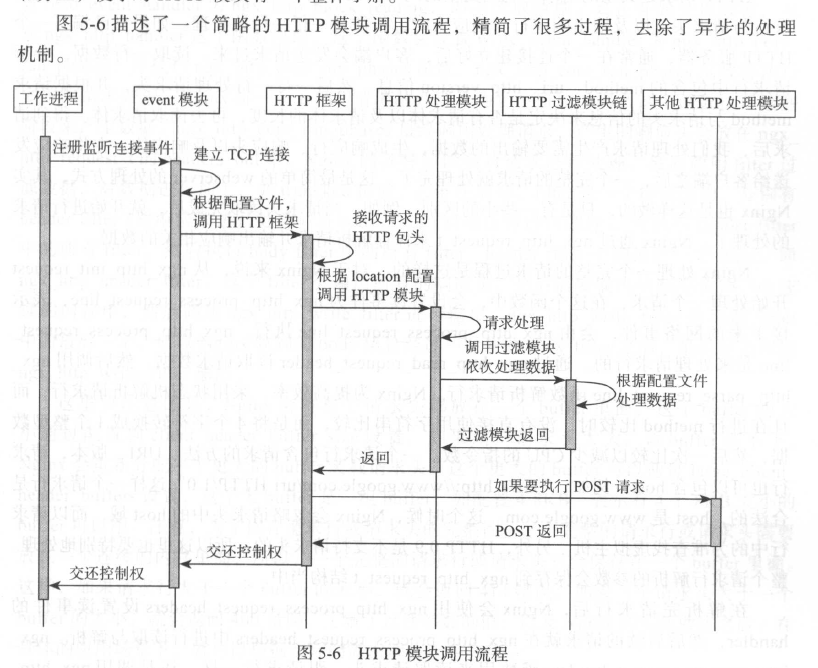 图 5-6 描述了一个简略的 HTTP 模块调用流程，精简了很多过程，去除了异步的处理
机制。
工作进程 event 模块 HTTP 框架 HTTP 处理模块 HTTP 过滤模块链 其他 HTTP 处理模块
注册监听连接事件
建立 TCP 连接
根据配置文件，
调用 HTTP 框架
接收请求的
HTTP 包头
根据 location 配置
调用 HTTP 模块
请求处理
调用过滤模块
依次处理数据
根据配置文件
处理数据
过滤模块返回
返回
如果要执行 POST 请求
POST 返回
交还控制权
交还控制权
图 5-6 HTTP 模块调用流程